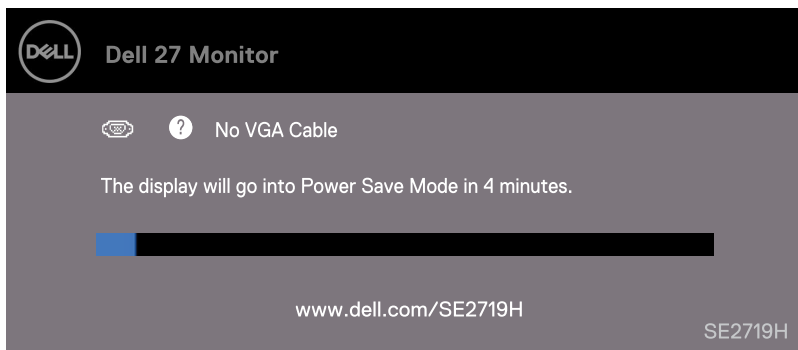 DELL
Dell 27 Monitor
? No VGA Cable
The display will go into Power Save Mode in 4 minutes.
www.dell.com/SE2719H
SE2719H